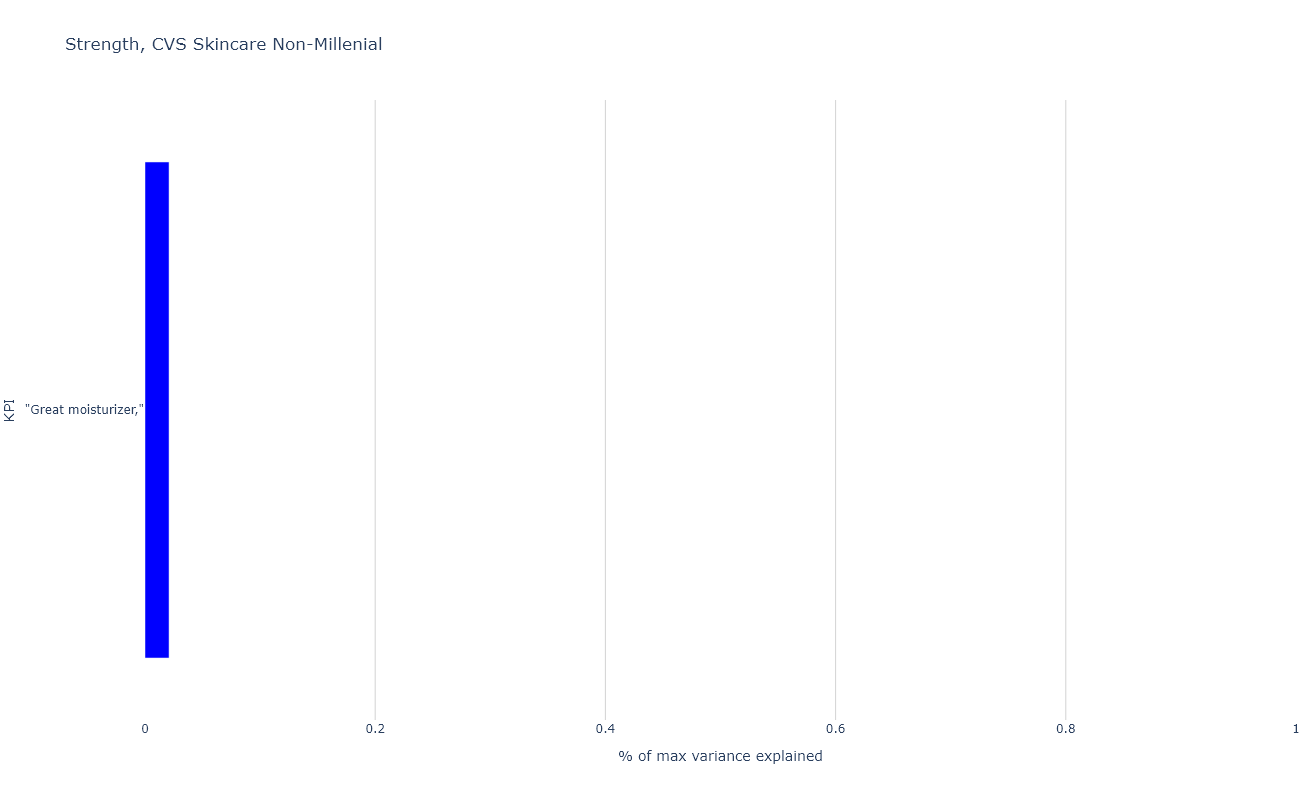 Strength, CVS Skincare Non-Millenial
KPI
"Great moisturizer,"
0
0.2
0.4
0.6
0.8
1
% of max variance explained